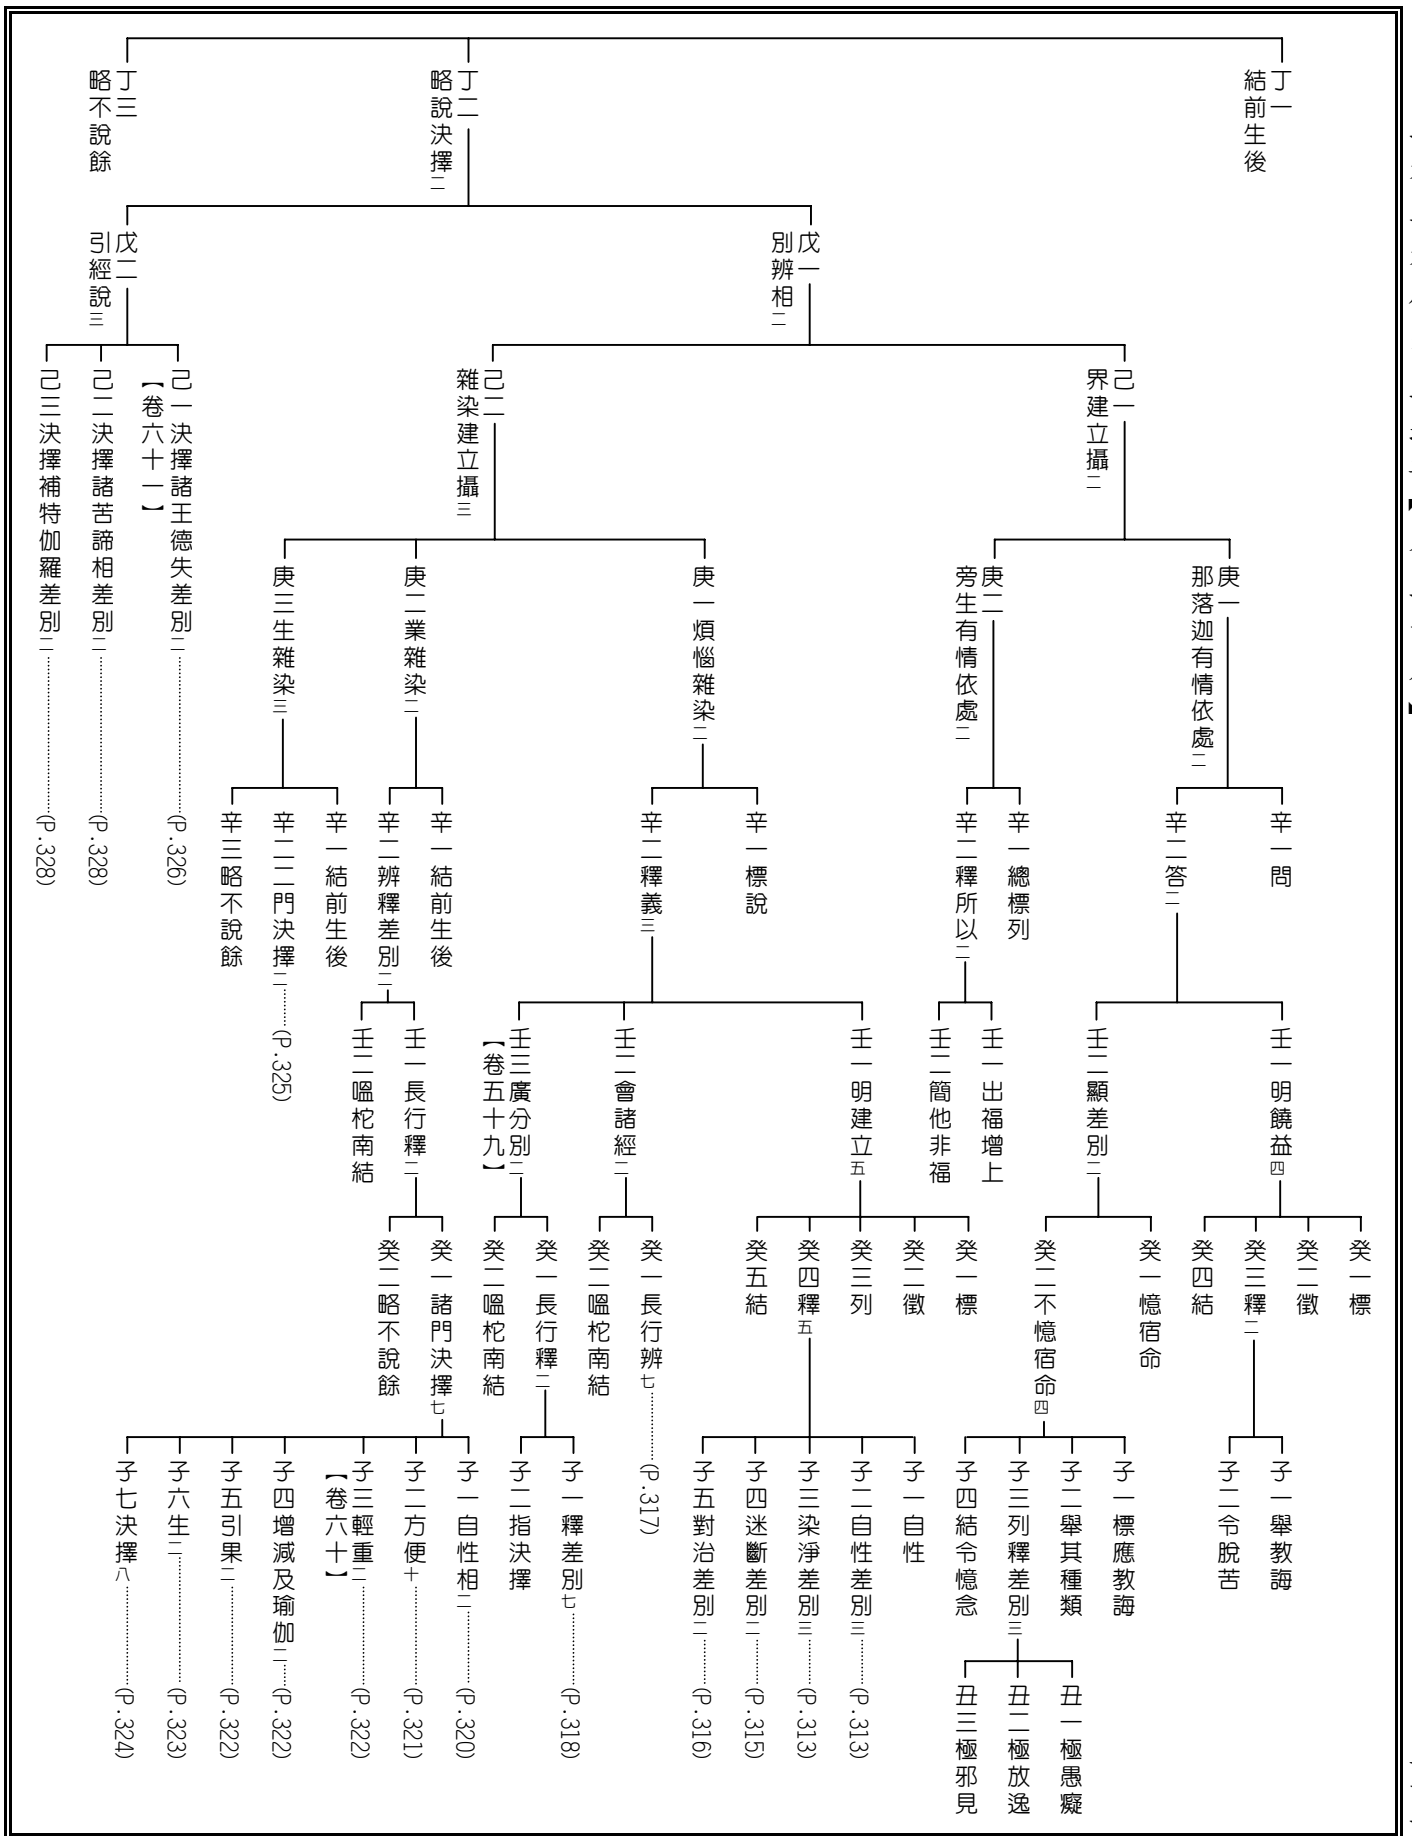 丁一
結前生後
丁二
略說決擇二
丁三
略不說餘
戊一
別辨相二
戊二
引經說三
己一
界建立攝二
己二
雜染建立攝三
己一決擇諸王德失差別二(P.326)
【卷六十一】
己二決擇諸苦諦相差別二(P.328)
己三決擇補特伽羅差別二(P.328)
庚一
那落迦有情依處二
庚二
旁生有情依處二
庚一煩惱雜染二
庚二業雜染二
庚三生雜染三
辛一問
辛二答二
辛一總標列
辛二釋所以二
辛一標說
辛二釋義三
辛一結前生後
辛二辨釋差別二
辛一結前生後
辛二二門決擇二(P.325)
辛三略不說餘
壬一明饒益四
壬二顯差別二
壬一出福增上
壬二簡他非福
壬一明建立五
壬二會諸經二
壬三廣分別二
【卷五十九】
壬一長行釋二
壬二嗢柁南結
癸一標
癸二徵
癸三釋二
癸四結
癸一憶宿命
癸二不憶宿命四
癸一標
癸二徵
癸三列
癸四釋五
癸五結
癸一長行辨七(P.317)
癸二嗢柁南結
癸一長行釋二
癸二嗢柁南結
癸一諸門決擇七
癸二略不說餘
子一舉教誨
子二令脫苦
子一標應教誨
子二舉其種類
子三列釋差別三
子四結令憶念
子一自性
子二自性差別三(P.313)
子三染淨差別三(P.313)
子四迷斷差別二(P.315)
子五對治差別二(P.316)
子一釋差別七(P.318)
子二指決擇
子一自性相二(P.320)
子二方便十(P.321)
子三輕重二(P.322)
【卷六十】
子四增減及瑜伽二(P.322)
子五引果二(P.322)
子六生二(P.323)
子七決擇八(P.324)
丑一極愚癡
丑二極放逸
丑三極邪見